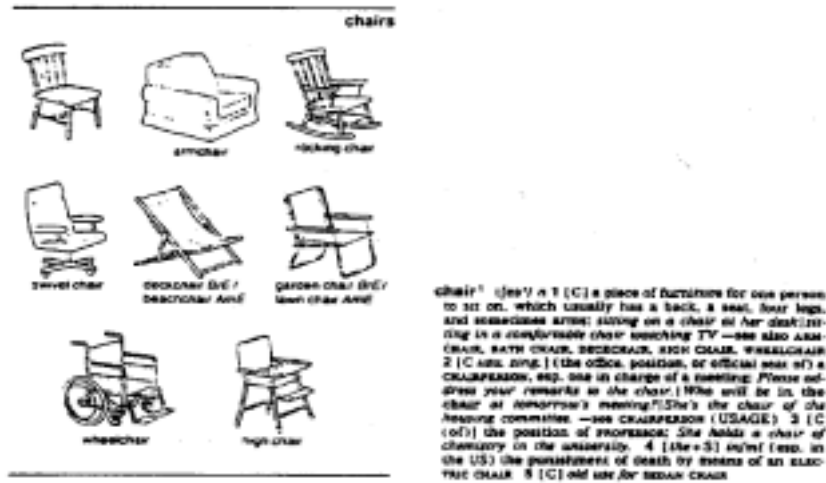 chairs
armchair
rocking chair
swivel chair
deckchair BrE /
beachchair AmE
garden chair BrE /
lawn chair AmE
wheelchair
high chair
chair¹ n 1 [C] a piece of furniture for one person
to sit on, which usually has a back, a seat, four legs,
and sometimes arms: sitting on a chair at her desk|sit-
ting in a comfortable chair watching TV —see also ARM-
CHAIR, BATH CHAIR, DECKCHAIR, HIGH CHAIR, WHEELCHAIR
2 [C usu. sing.] (the office, position, or official seat of) a
CHAIRPERSON, esp. one in charge of a meeting: Please ad-
dress your remarks to the chair.|Who will be in the
chair at tomorrow's meeting?|She's the chair of the
housing committee. —see CHAIRPERSON (USAGE) 3 [C
(of)] the position of PROFESSOR: She holds a chair of
chemistry in the university. 4 [the+S] infml (esp. in
the US) the punishment of death by means of an ELEC-
TRIC CHAIR 5 [C] old use for SEDAN CHAIR